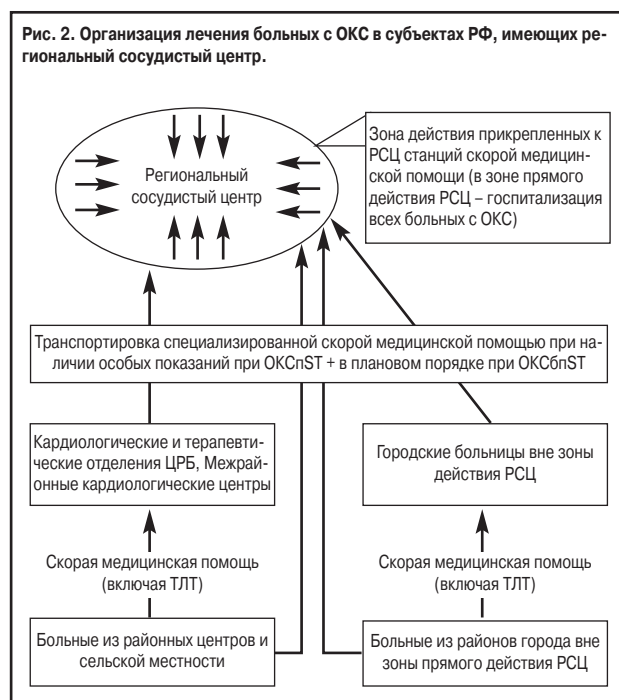 Рис. 2. Организация лечения больных с ОКС в субъектах РФ, имеющих ре-
гиональный сосудистый центр.
Региональный
сосудистый центр
Зона действия прикрепленных к
РСЦ станций скорой медицин-
ской помощи (в зоне прямого
действия РСЦ – госпитализация
всех больных с ОКС)
Транспортировка специализированной скорой медицинской помощью при на-
личии особых показаний при ОКСпST + в плановом порядке при ОКСбпST
Кардиологические и терапевти-
ческие отделения ЦРБ, Межрай-
онные кардиологические центры
Городские больницы вне зоны
действия РСЦ
Скорая медицинская помощь
(включая ТЛТ)
Скорая медицинская помощь
(включая ТЛТ)
Больные из районных центров и
сельской местности
Больные из районов города вне
зоны прямого действия РСЦ